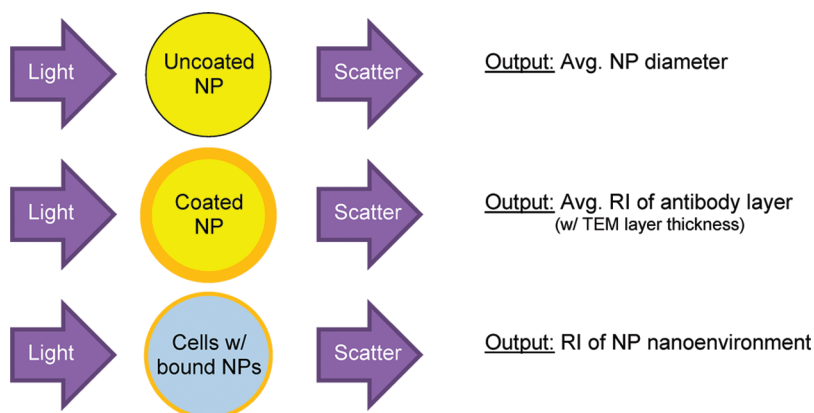 Light
Uncoated
NP
Scatter
Output: Avg. NP diameter
Light
Coated
NP
Scatter
Output: Avg. RI of antibody layer
(w/ TEM layer thickness)
Light
Cells w/
bound NPs
Scatter
Output: RI of NP nanoenvironment